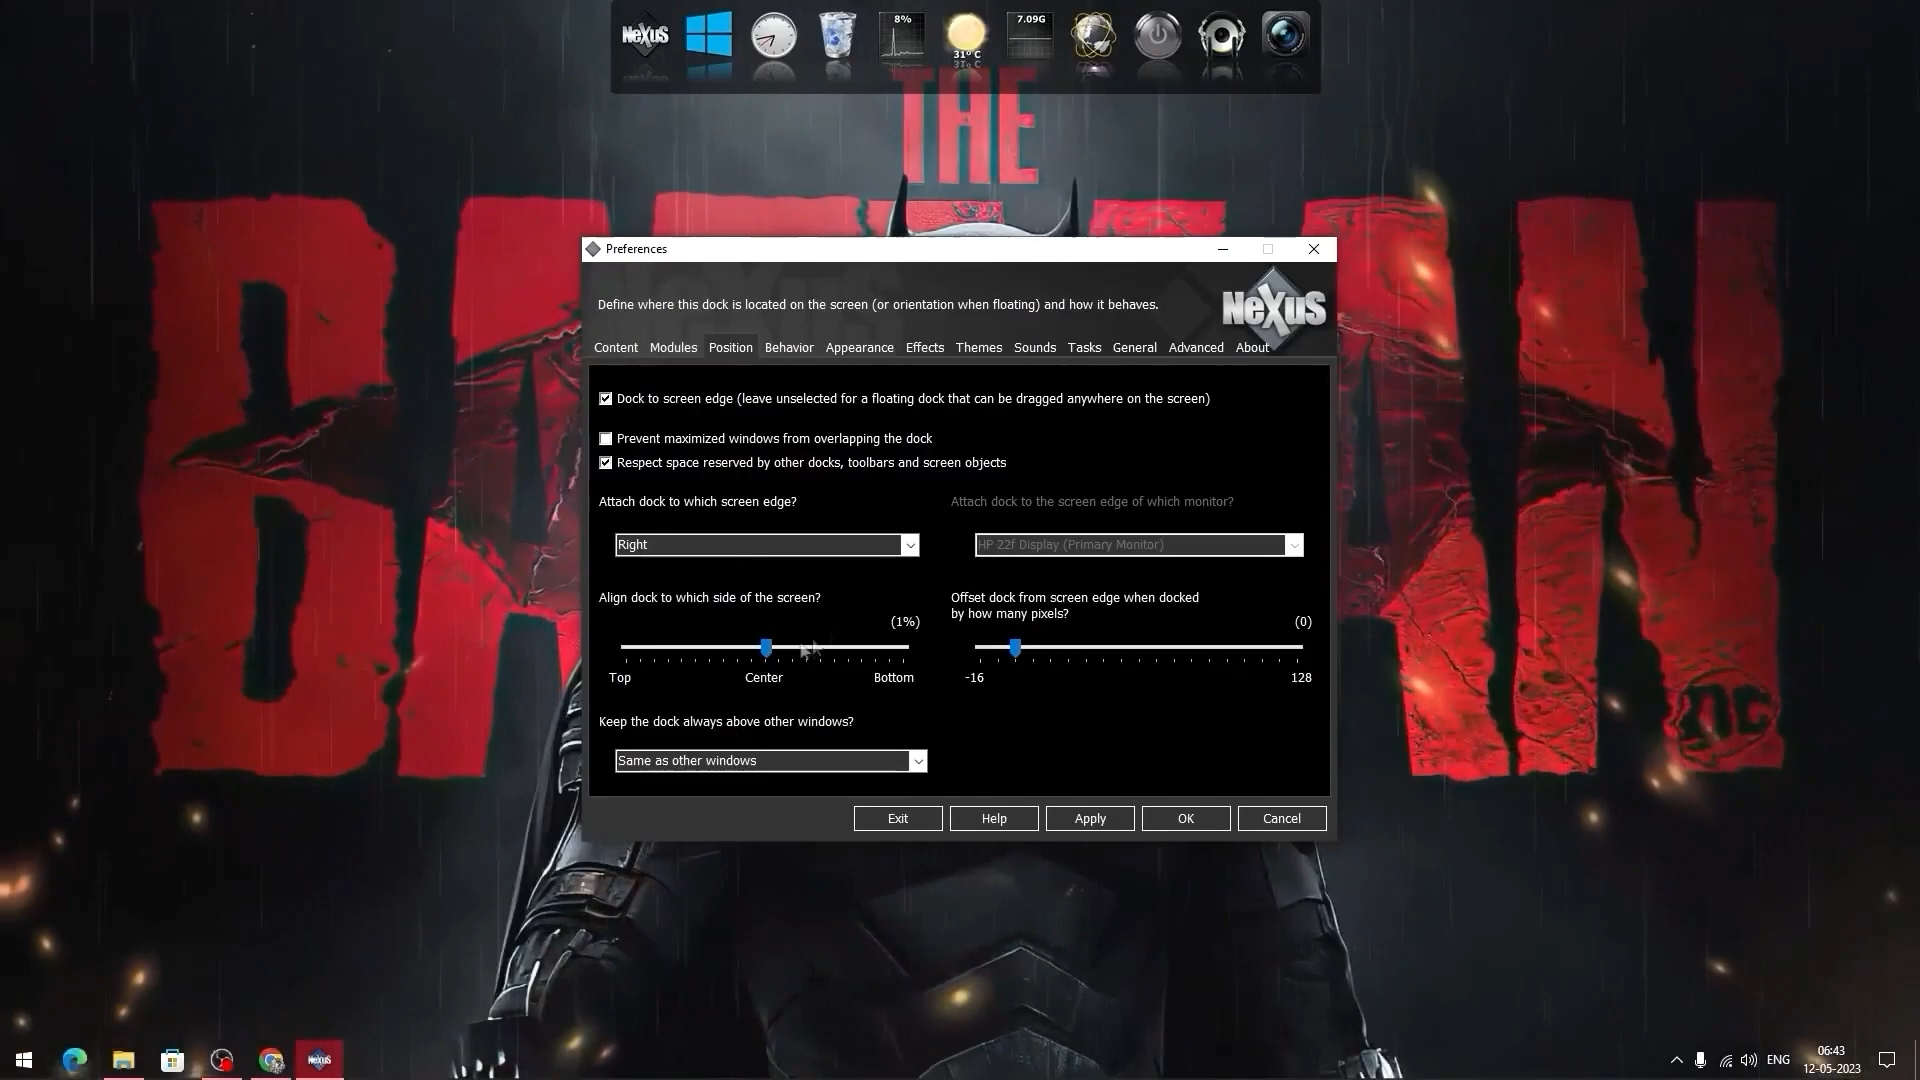 NeXuS
8%
31° C
7.09G
THE
BATMAN
Preferences
Define where this dock is located on the screen (or orientation when floating) and how it behaves.
NeXuS
Content Modules Position Behavior Appearance Effects Themes Sounds Tasks General Advanced About
Dock to screen edge (leave unselected for a floating dock that can be dragged anywhere on the screen)
Prevent maximized windows from overlapping the dock
Respect space reserved by other docks, toolbars and screen objects
Attach dock to which screen edge? Attach dock to the screen edge of which monitor?
Right HP 22f Display (Primary Monitor)
Align dock to which side of the screen? Offset dock from screen edge when docked
by how many pixels?
(1%) (0)
Top Center Bottom -16 128
Keep the dock always above other windows?
Same as other windows
Exit Help Apply OK Cancel
DC
NeXuS
ENG
06:43
12-05-2023